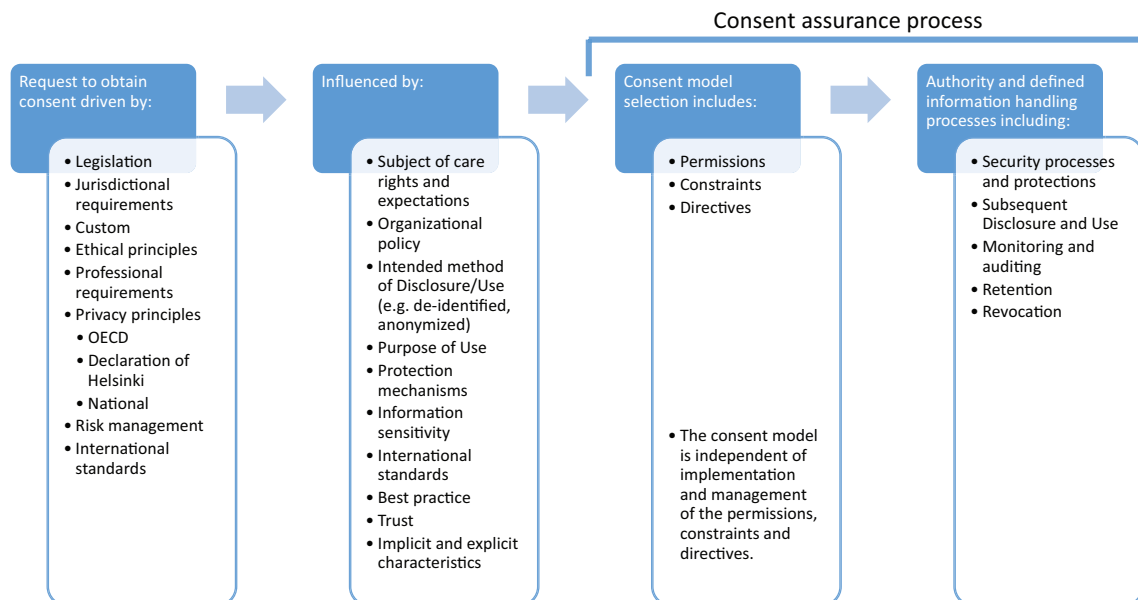 Consent assurance process
Request to obtain
consent driven by:
• Legislation
• Jurisdictional
requirements
• Custom
• Ethical principles
• Professional
requirements
• Privacy principles
• OECD
• Declaration of
Helsinki
• National
• Risk management
• International
standards
Influenced by:
• Subject of care
rights and
expectations
• Organizational
policy
• Intended method
of Disclosure/Use
(e.g. de-identified,
anonymized)
• Purpose of Use
• Protection
mechanisms
• Information
sensitivity
• International
standards
• Best practice
• Trust
• Implicit and explicit
characteristics
Consent model
selection includes:
• Permissions
• Constraints
• Directives
• The consent model
is independent of
implementation
and management
of the permissions,
constraints and
directives.
Authority and defined
information handling
processes including:
• Security processes
and protections
• Subsequent
Disclosure and Use
• Monitoring and
auditing
• Retention
• Revocation